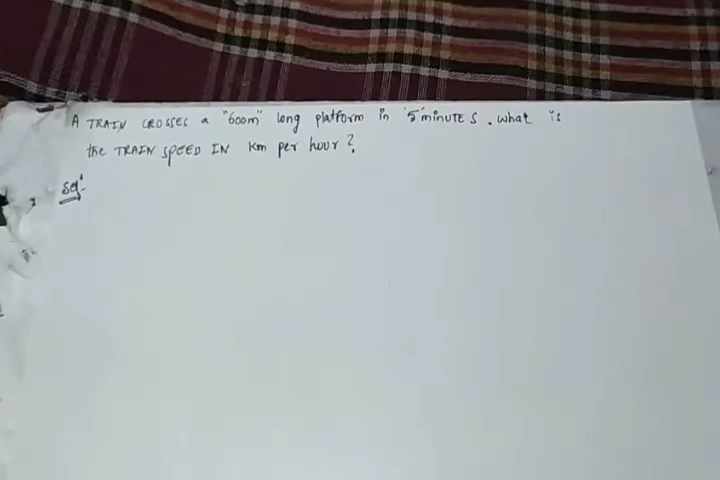 A TRAIN CROSSES a "600m" long platform in "5"minUTES. what is
the TRAIN SPEED IN km per hour?
Sol: